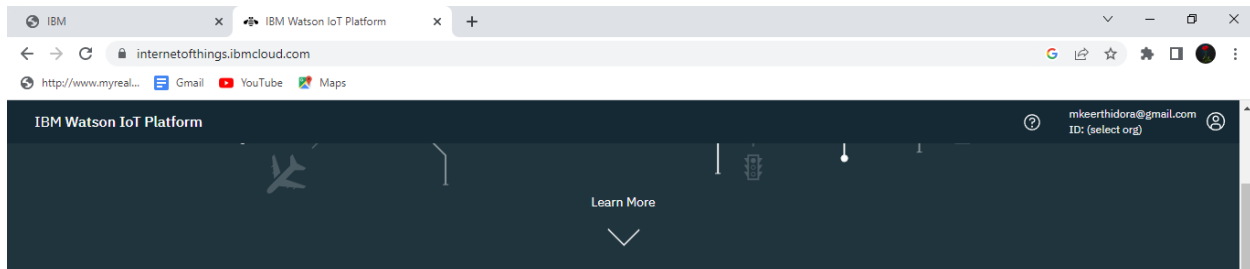 IBM
IBM Watson IoT Platform
internetofthings.ibmcloud.com
http://www.myreal... Gmail YouTube Maps
IBM Watson IoT Platform
mkeerthidora@gmail.com
ID: (select org)
Learn More